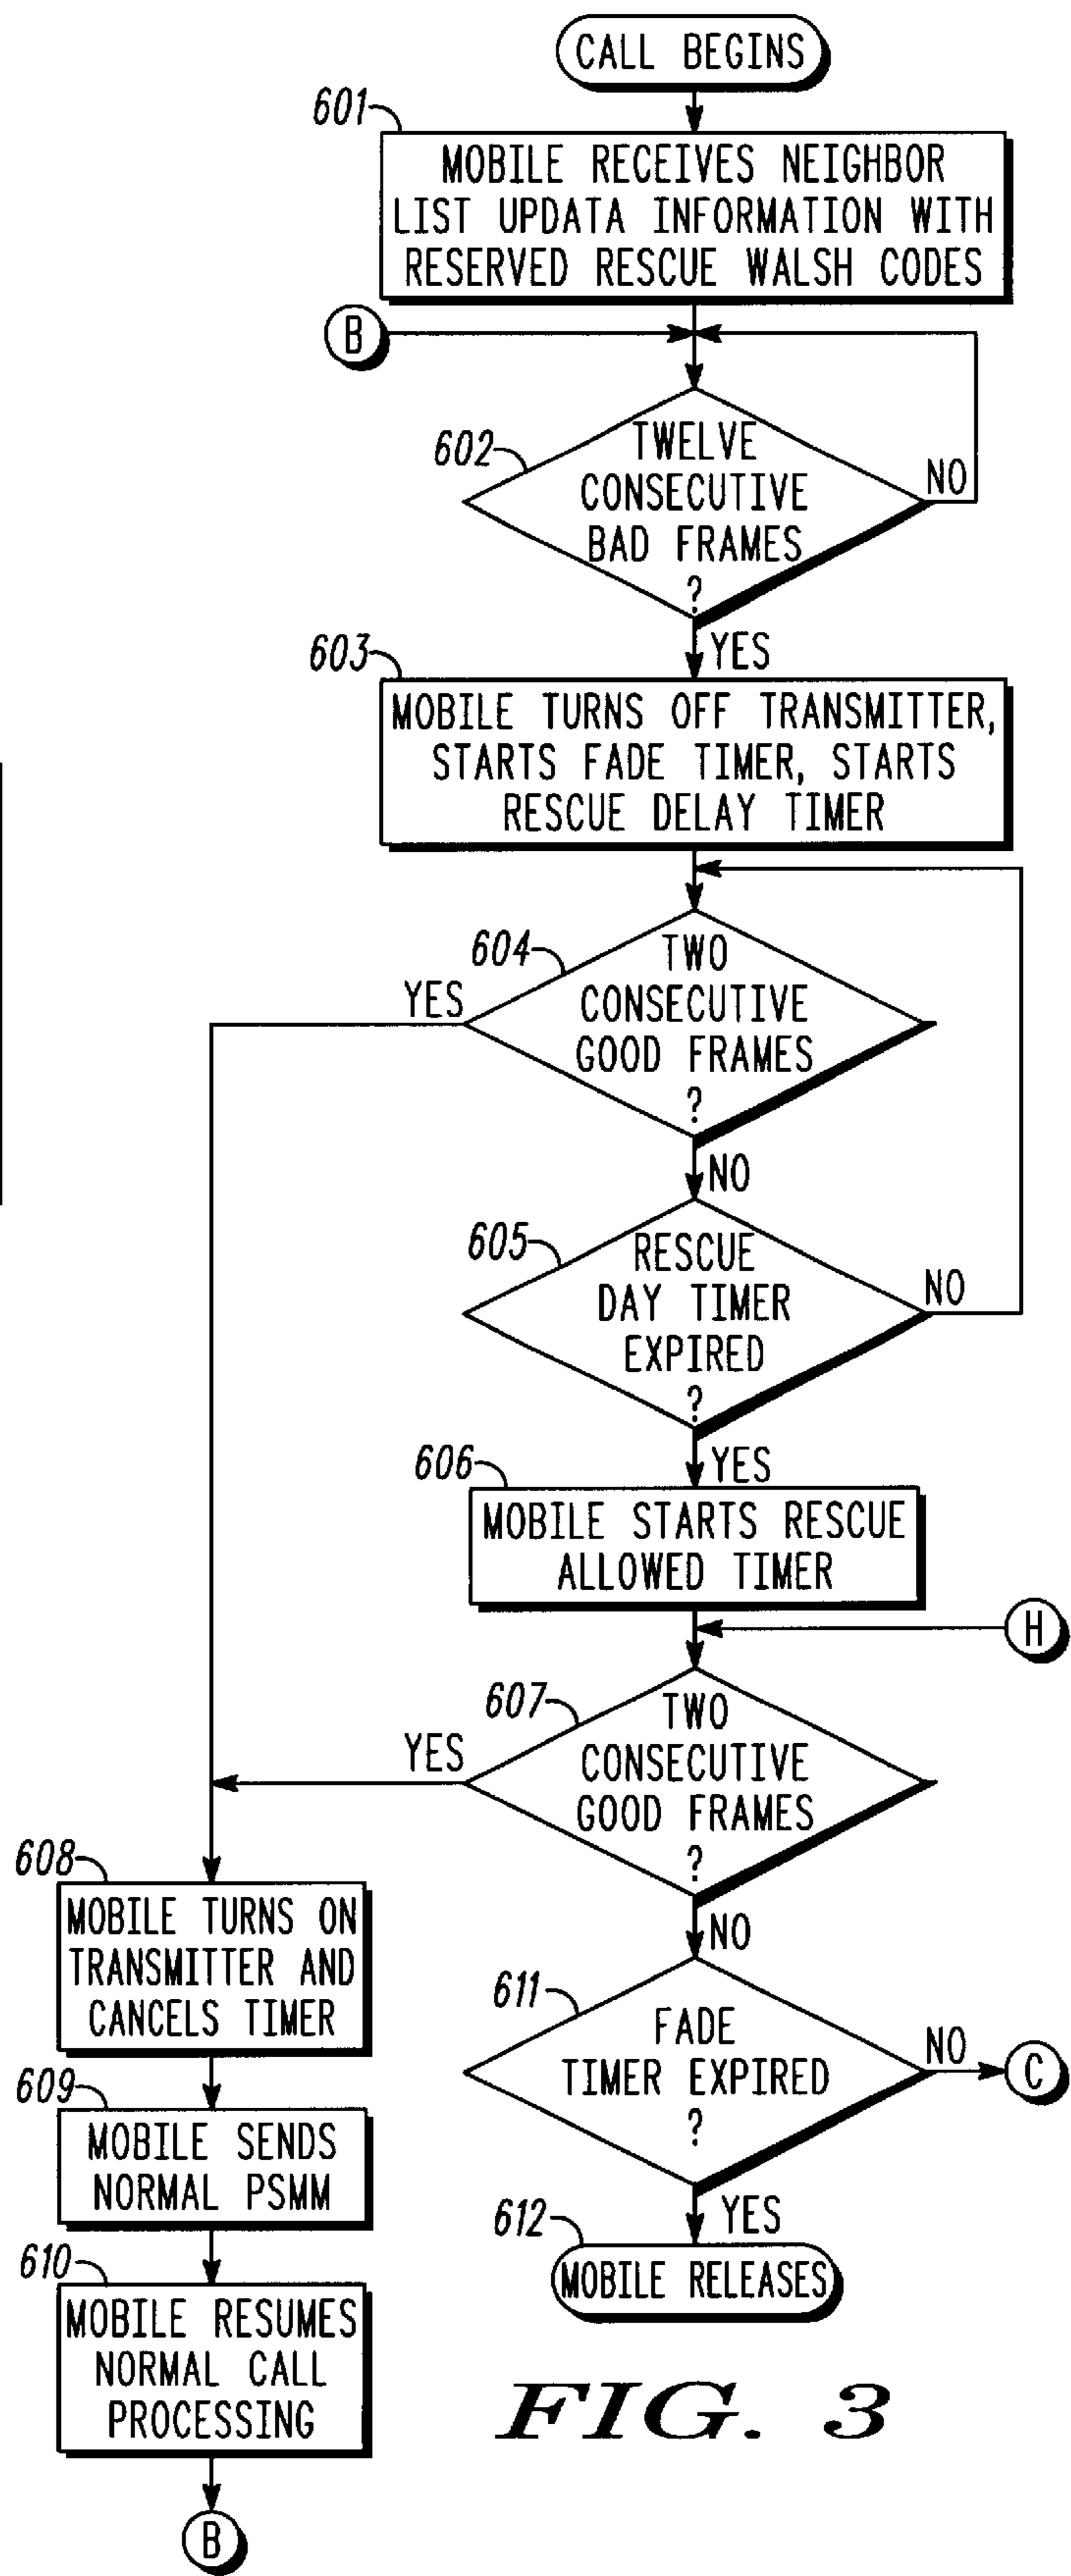 CALL BEGINS
601
MOBILE RECEIVES NEIGHBOR
LIST UPDATA INFORMATION WITH
RESERVED RESCUE WALSH CODES
B
602
TWELVE
CONSECUTIVE
BAD FRAMES
?
NO
YES
603
MOBILE TURNS OFF TRANSMITTER,
STARTS FADE TIMER, STARTS
RESCUE DELAY TIMER
604
TWO
CONSECUTIVE
GOOD FRAMES
?
YES
NO
605
RESCUE
DAY TIMER
EXPIRED
?
NO
YES
606
MOBILE STARTS RESCUE
ALLOWED TIMER
H
607
TWO
CONSECUTIVE
GOOD FRAMES
?
YES
NO
608
MOBILE TURNS ON
TRANSMITTER AND
CANCELS TIMER
611
FADE
TIMER EXPIRED
?
NO
C
YES
609
MOBILE SENDS
NORMAL PSMM
612
MOBILE RELEASES
610
MOBILE RESUMES
NORMAL CALL
PROCESSING
B
FIG. 3